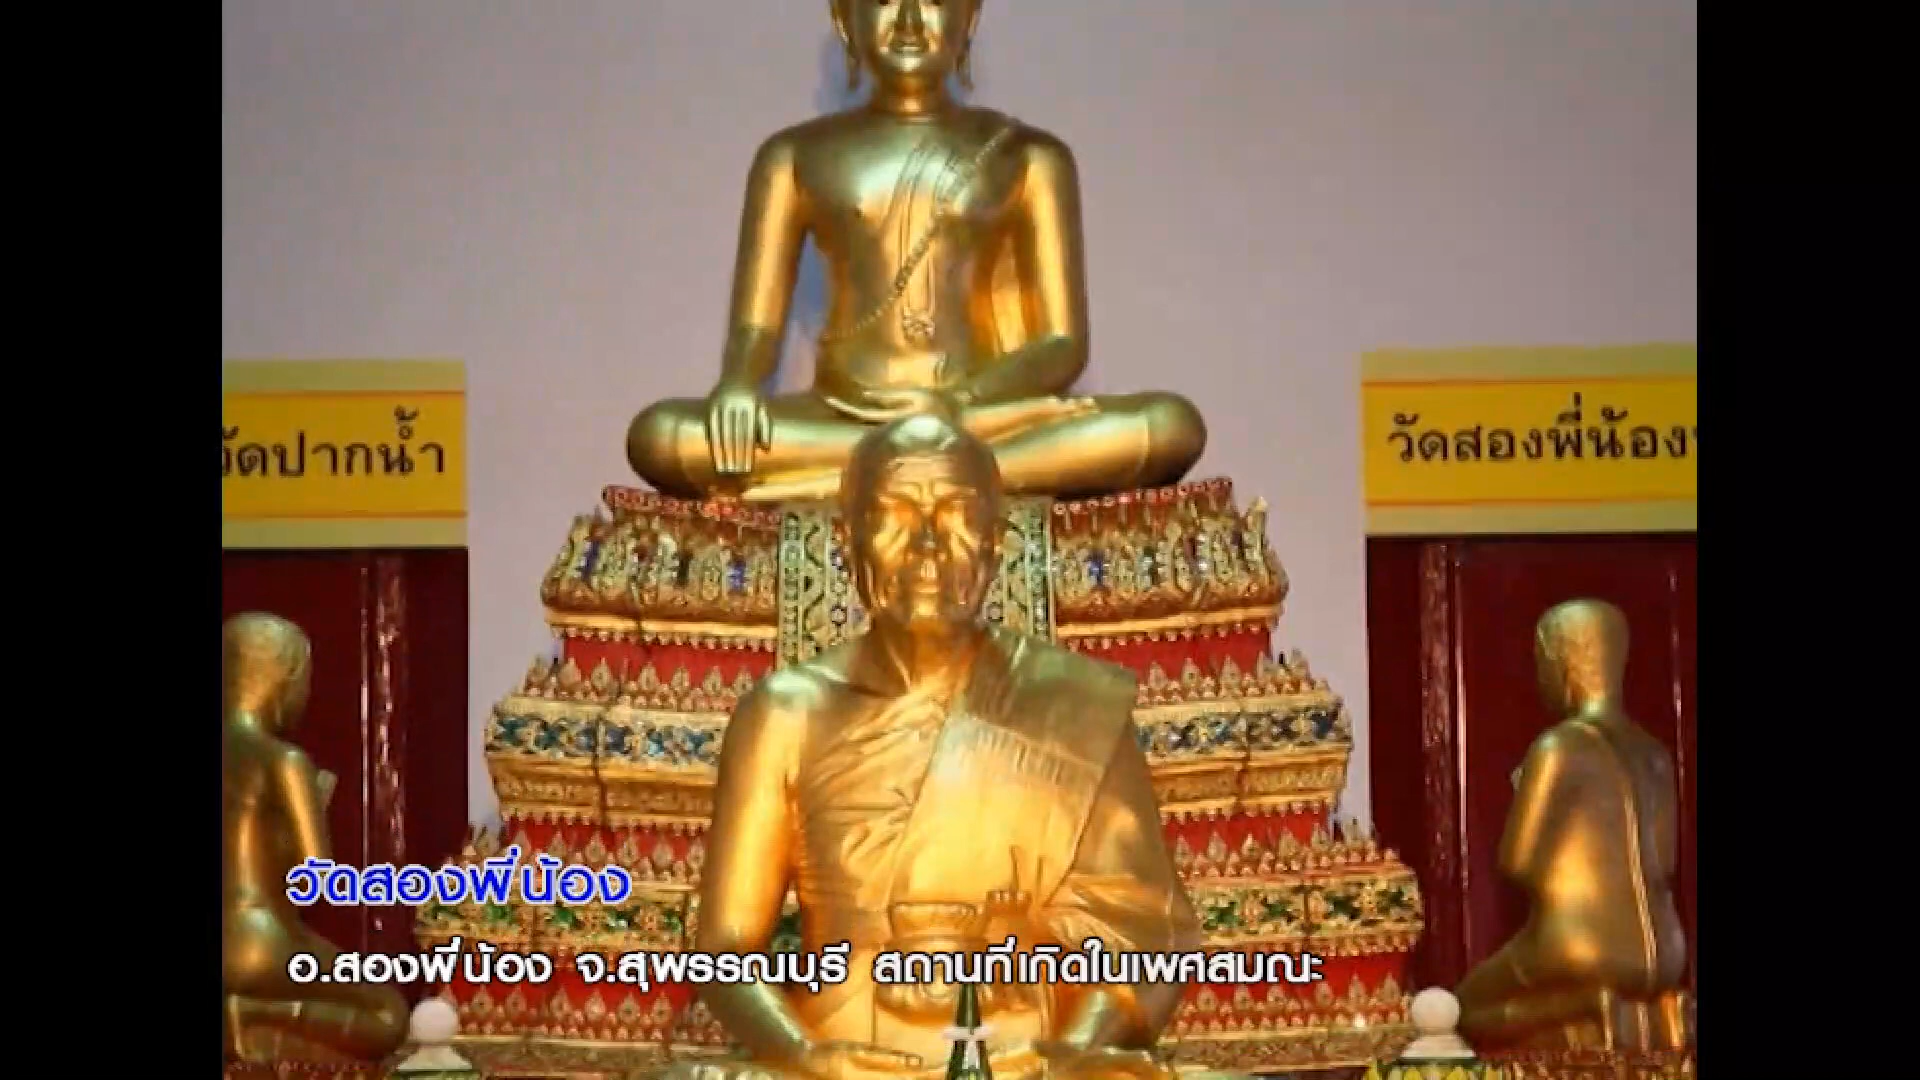 วัดปากน้ำ
วัดสองพี่น้อง
วัดสองพี่น้อง
อ.สองพี่น้อง จ.สุพรรณบุรี สถานที่เกิดในเพศสมณะ